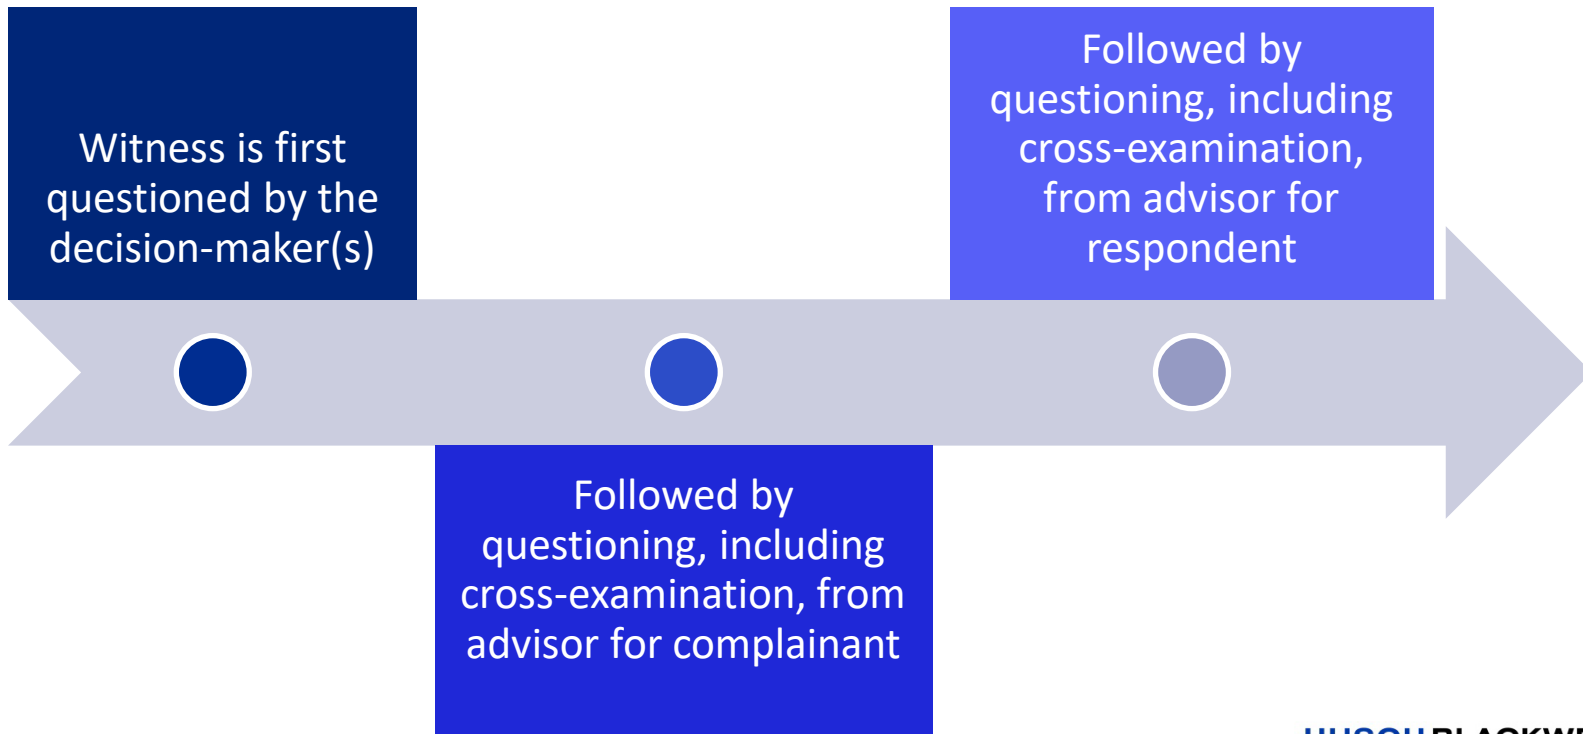 Witness is first
questioned by the
decision-maker(s)
Followed by
questioning, including
cross-examination, from
advisor for complainant
Followed by
questioning, including
cross-examination,
from advisor for
respondent